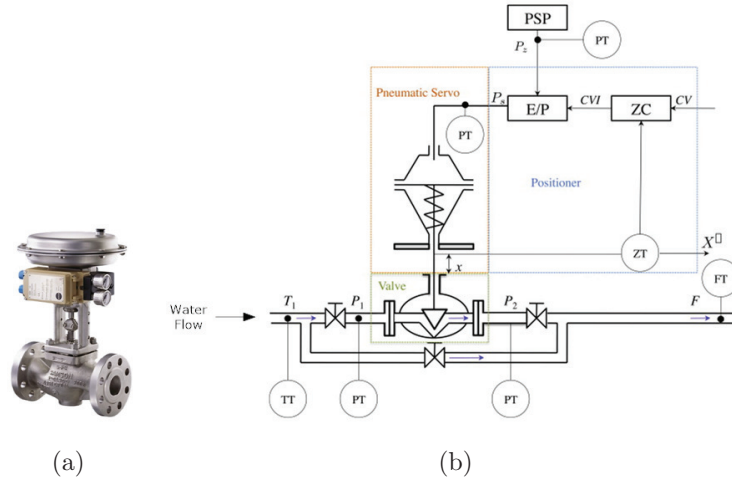 PSP
P_z
PT
Pneumatic Servo
P_s
E/P
CVI
ZC
CV
PT
Positioner
ZT
X
x
Valve
FT
Water
Flow
T_1
P_1
P_2
F
TT
PT
PT
(a)
(b)